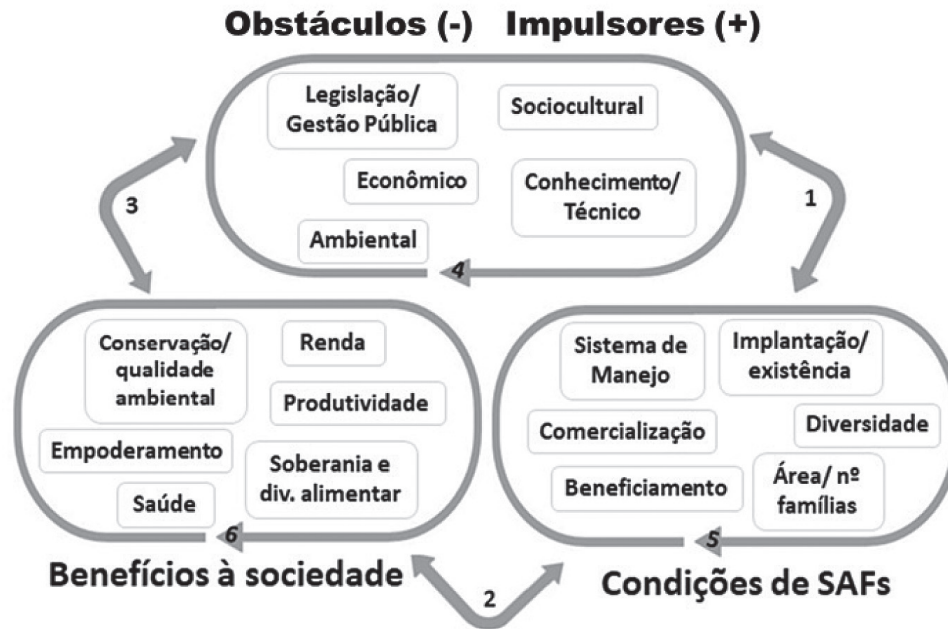 Obstáculos (-) Impulsores (+)
Legislação/
Gestão Pública
Sociocultural
Econômico
Conhecimento/
Técnico
Ambiental
3
1
4
Conservação/
qualidade
ambiental
Renda
Produtividade
Empoderamento
Soberania e
div. alimentar
Saúde
6
Benefícios à sociedade
Sistema de
Manejo
Implantação/
existência
Comercialização
Diversidade
Beneficiamento
Área/ nº
famílias
5
Condições de SAFs
2